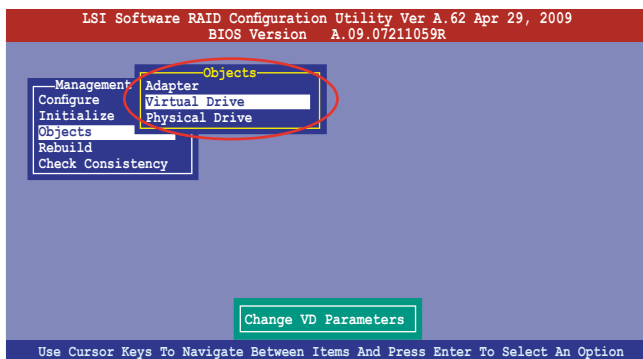 LSI Software RAID Configuration Utility Ver A.62 Apr 29, 2009
BIOS Version A.09.07211059R
Management
Configure
Initialize
Objects
Rebuild
Check Consistency
Objects
Adapter
Virtual Drive
Physical Drive
Change VD Parameters
Use Cursor Keys To Navigate Between Items And Press Enter To Select An Option